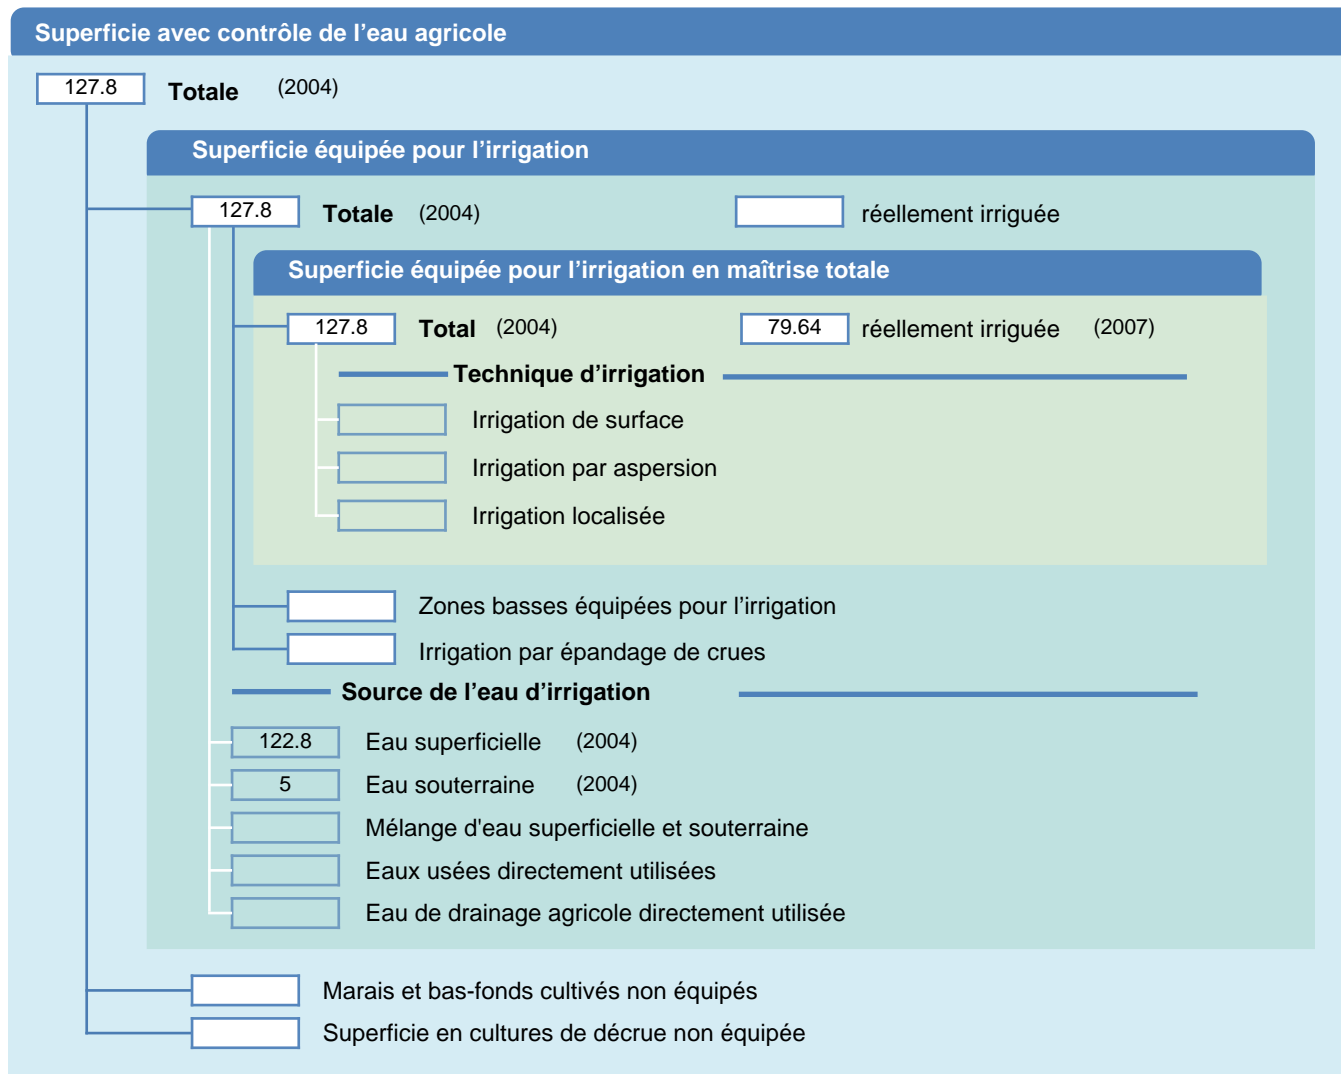 Superficie avec contrôle de l’eau agricole
127.8 Totale (2004)
Superficie équipée pour l’irrigation
127.8 Totale (2004) réellement irriguée
Superficie équipée pour l’irrigation en maîtrise totale
127.8 Total (2004) 79.64 réellement irriguée (2007)
Technique d’irrigation
Irrigation de surface
Irrigation par aspersion
Irrigation localisée
Zones basses équipées pour l’irrigation
Irrigation par épandage de crues
Source de l’eau d’irrigation
122.8 Eau superficielle (2004)
5 Eau souterraine (2004)
Mélange d'eau superficielle et souterraine
Eaux usées directement utilisées
Eau de drainage agricole directement utilisée
Marais et bas-fonds cultivés non équipés
Superficie en cultures de décrue non équipée